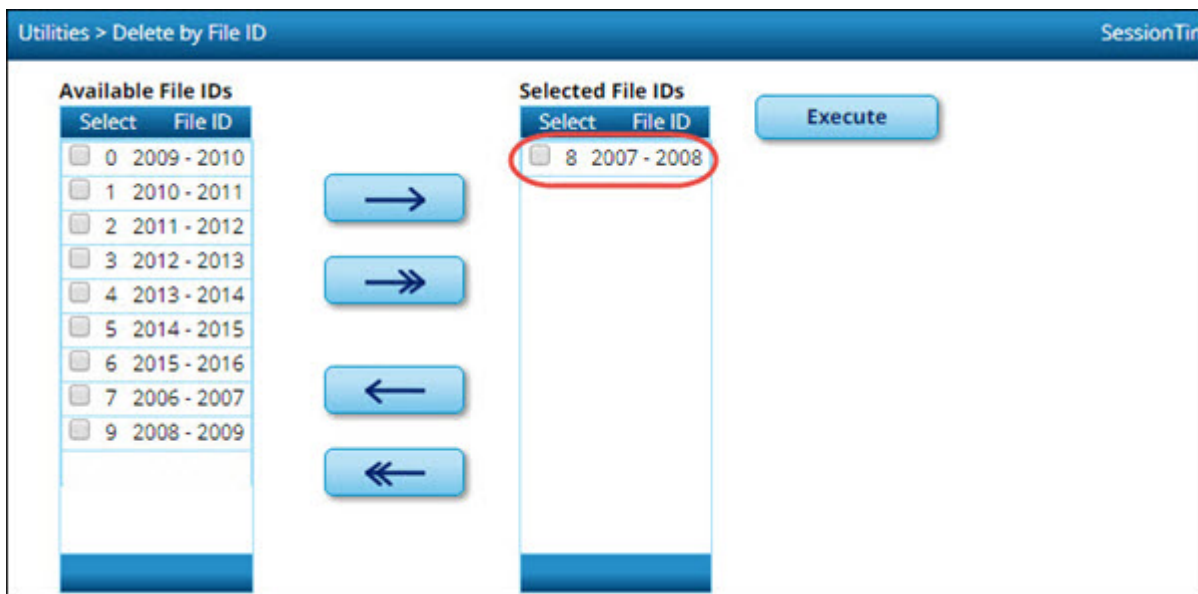 Utilities > Delete by File ID
SessionTim
Available File IDs
Select File ID
0 2009 - 2010
1 2010 - 2011
2 2011 - 2012
3 2012 - 2013
4 2013 - 2014
5 2014 - 2015
6 2015 - 2016
7 2006 - 2007
9 2008 - 2009
Selected File IDs
Select File ID
8 2007 - 2008
Execute